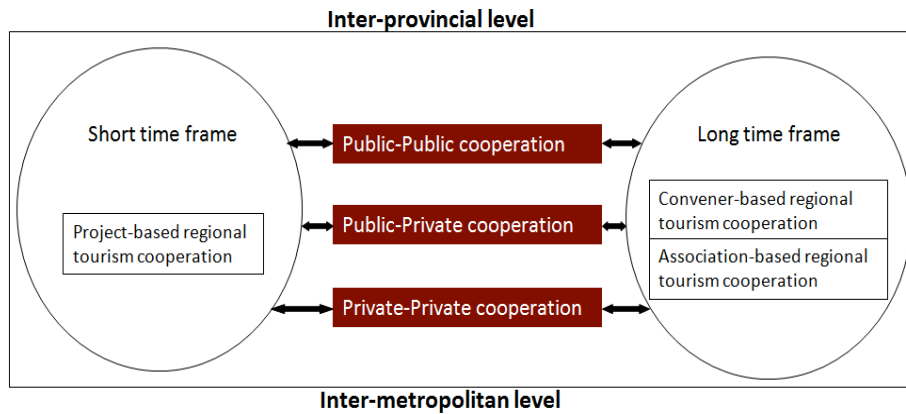 Inter-provincial level
Short time frame
Long time frame
Public-Public cooperation
Public-Private cooperation
Private-Private cooperation
Project-based regional
tourism cooperation
Convener-based regional
tourism cooperation
Association-based regional
tourism cooperation
Inter-metropolitan level